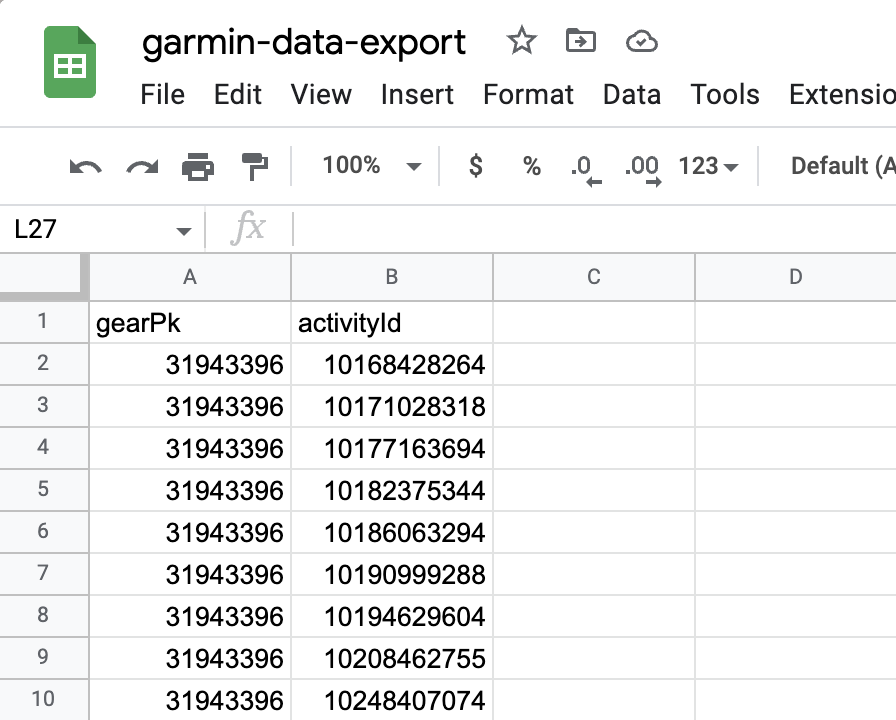 garmin-data-export
File Edit View Insert Format Data Tools Extensio
100% $ % .0 .00 123 Default (A
L27 fx
A B C D
1 gearPk activityId
2 31943396 10168428264
3 31943396 10171028318
4 31943396 10177163694
5 31943396 10182375344
6 31943396 10186063294
7 31943396 10190999288
8 31943396 10194629604
9 31943396 10208462755
10 31943396 10248407074